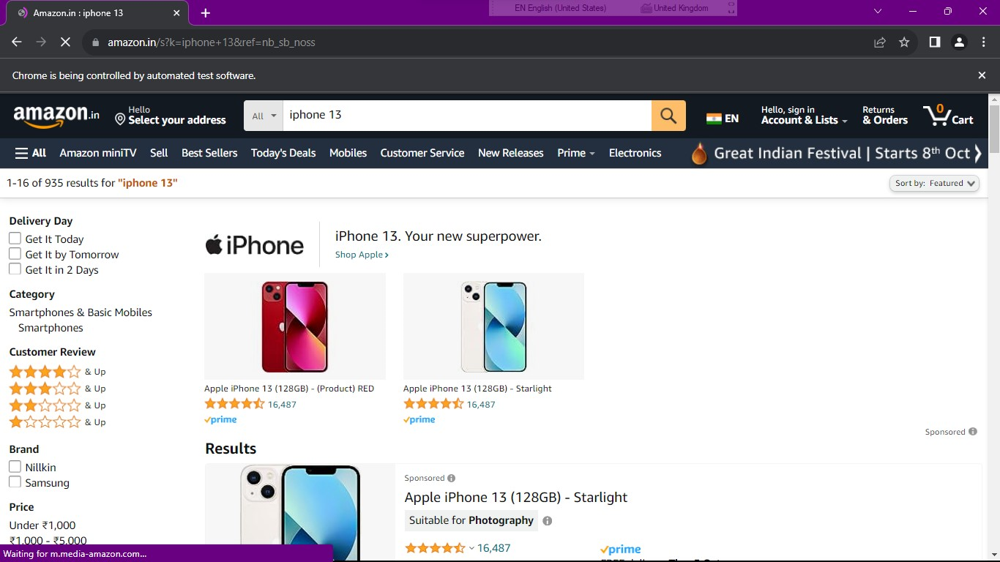 Amazon.in : iphone 13
EN English (United States)
United Kingdom
amazon.in/s?k=iphone+13&ref=nb_sb_noss
Chrome is being controlled by automated test software.
amazon.in
Hello
Select your address
All
iphone 13
EN
Hello, sign in
Account & Lists
Returns
& Orders
0
Cart
All
Amazon miniTV
Sell
Best Sellers
Today's Deals
Mobiles
Customer Service
New Releases
Prime
Electronics
Great Indian Festival | Starts 8th Oct
1-16 of 935 results for "iphone 13"
Sort by: Featured
Delivery Day
Get It Today
Get It by Tomorrow
Get It in 2 Days
Category
Smartphones & Basic Mobiles
Smartphones
Customer Review
& Up
& Up
& Up
& Up
Brand
Nillkin
Samsung
Price
Under ₹1,000
₹1,000 - ₹5,000
iPhone
iPhone 13. Your new superpower.
Shop Apple ›
Apple iPhone 13 (128GB) - (Product) RED
16,487
prime
Apple iPhone 13 (128GB) - Starlight
16,487
prime
Sponsored
Results
Sponsored
Apple iPhone 13 (128GB) - Starlight
Suitable for Photography
16,487
prime
Waiting for m.media-amazon.com...